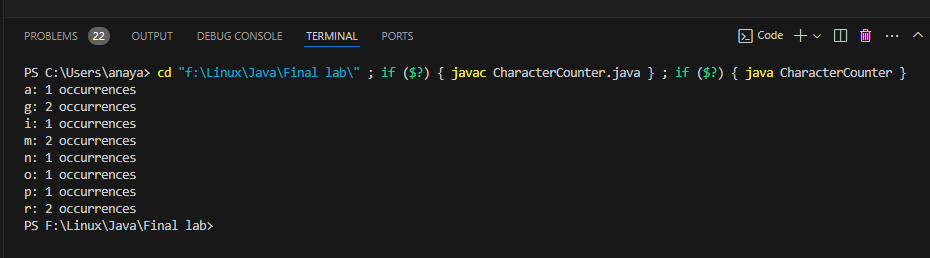 PROBLEMS 22 OUTPUT DEBUG CONSOLE TERMINAL PORTS Code
PS C:\Users\anaya> cd "f:\Linux\Java\Final lab\" ; if ($?) { javac CharacterCounter.java } ; if ($?) { java CharacterCounter }
a: 1 occurrences
g: 2 occurrences
i: 1 occurrences
m: 2 occurrences
n: 1 occurrences
o: 1 occurrences
p: 1 occurrences
r: 2 occurrences
PS F:\Linux\Java\Final lab>